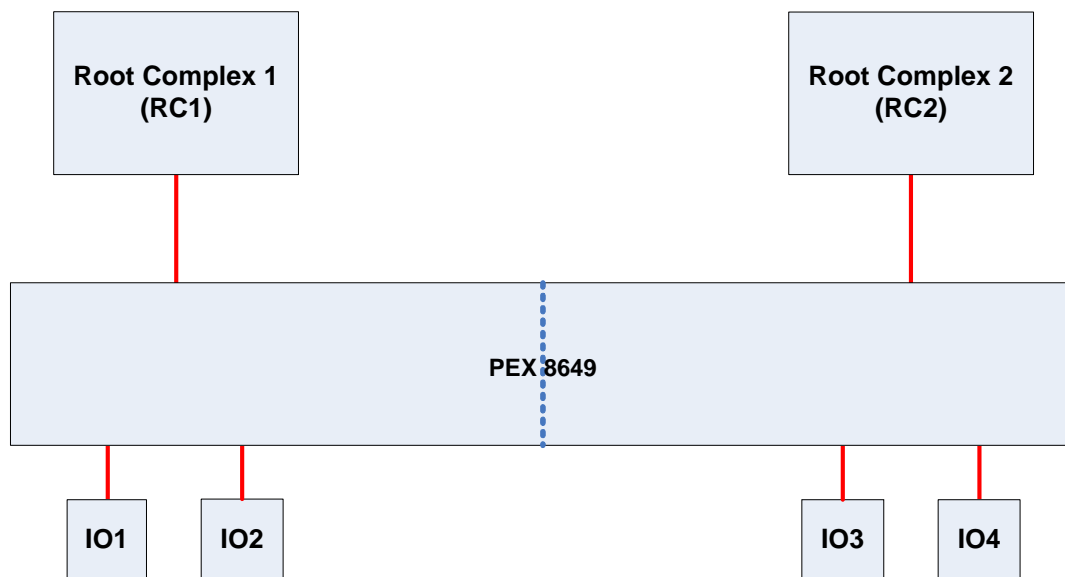 Root Complex 1
(RC1)
Root Complex 2
(RC2)
PEX 8649
IO1
IO2
IO3
IO4